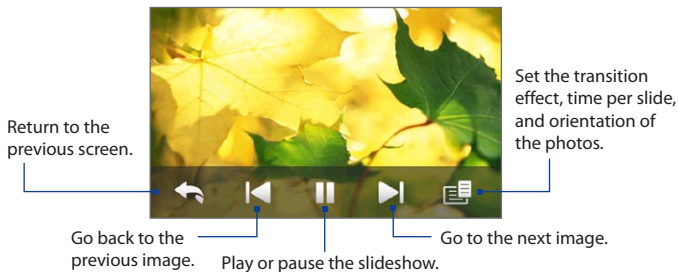 Return to the
previous screen.
Set the transition
effect, time per slide,
and orientation of
the photos.
Go back to the
previous image.
Play or pause the slideshow.
Go to the next image.